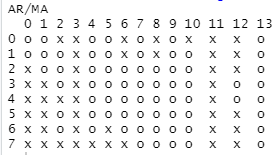 AR/MA
0 1 2 3 4 5 6 7 8 9 10 11 12 13
0 o o x x o o x o x o x x x o
1 o o o x o o x o x o o x x o
2 x o o x o o o o o o o x x o
3 x x o x o o o o o o o x o o
4 x x x x o o o o o o o x o o
5 x x o x o o o o o o o x x o
6 x x o x o x o o o o o x x o
7 x x x x x x x o o o o x x o